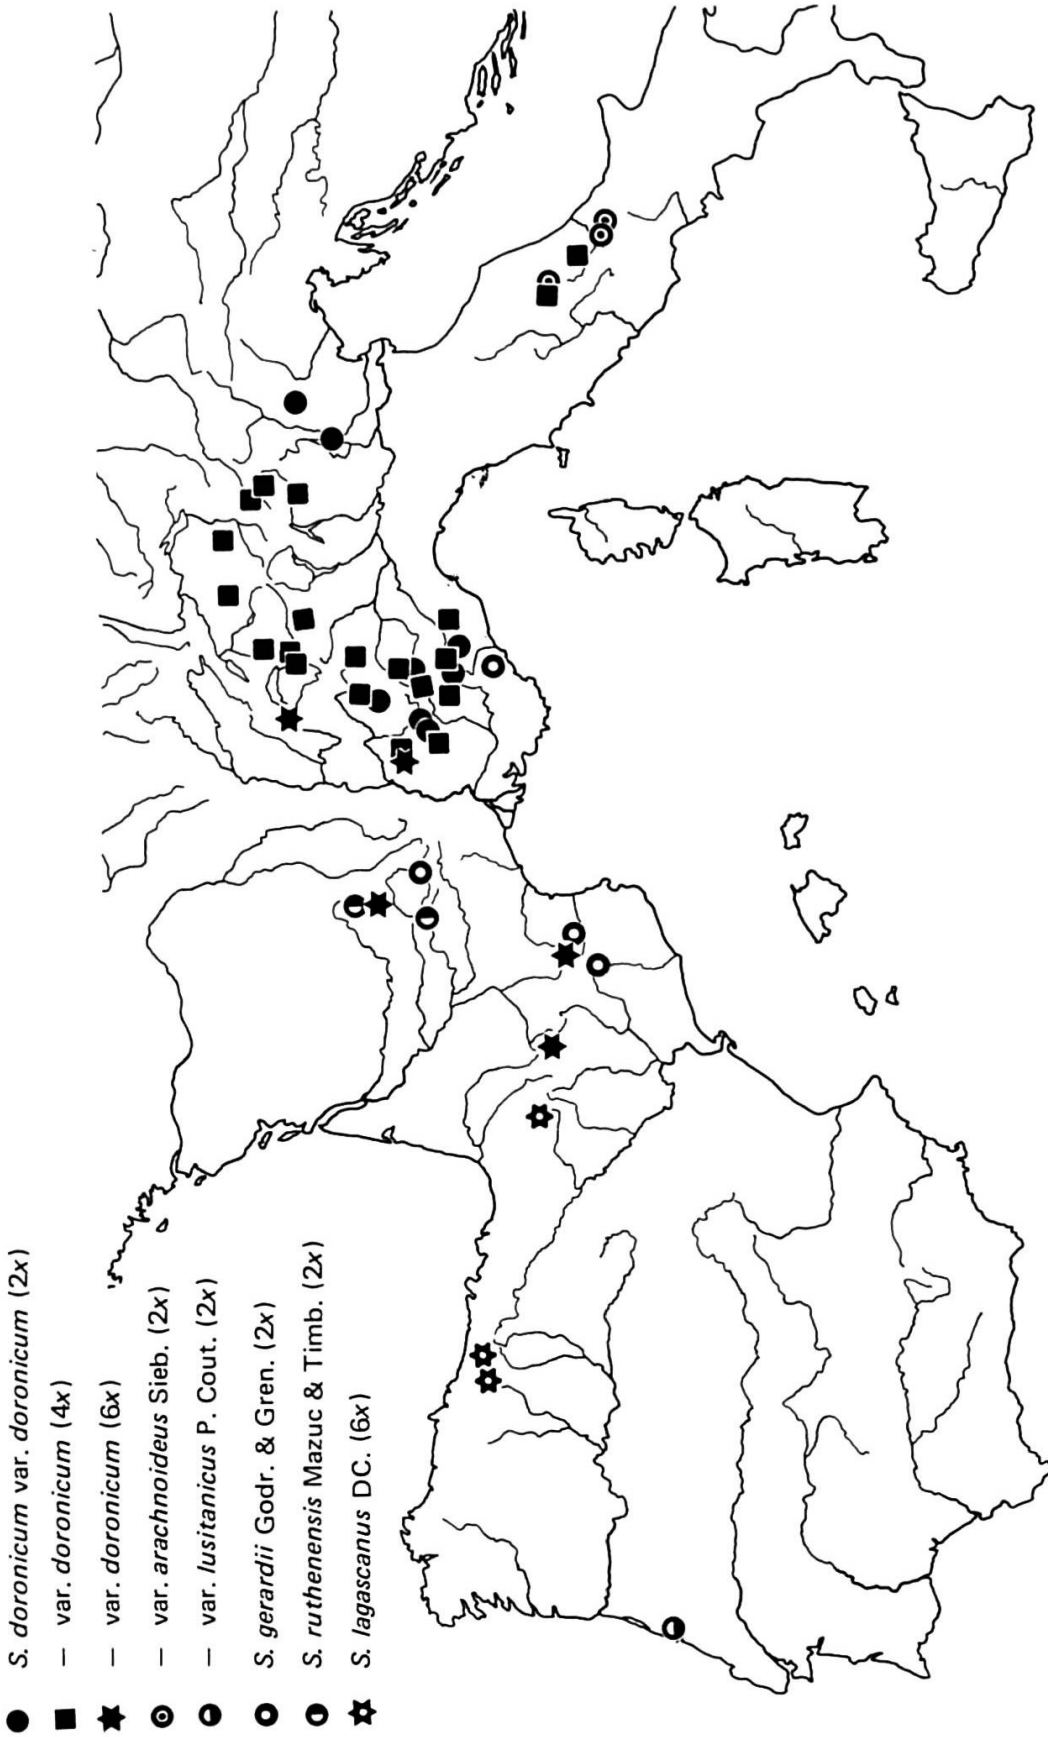 S. doronicum var. doronicum (2x)
— var. doronicum (4x)
— var. doronicum (6x)
— var. arachnoideus Sieb. (2x)
— var. lusitanicus P. Cout. (2x)
S. gerardii Godr. & Gren. (2x)
S. ruthenensis Mazuc & Timb. (2x)
S. lagascanus DC. (6x)